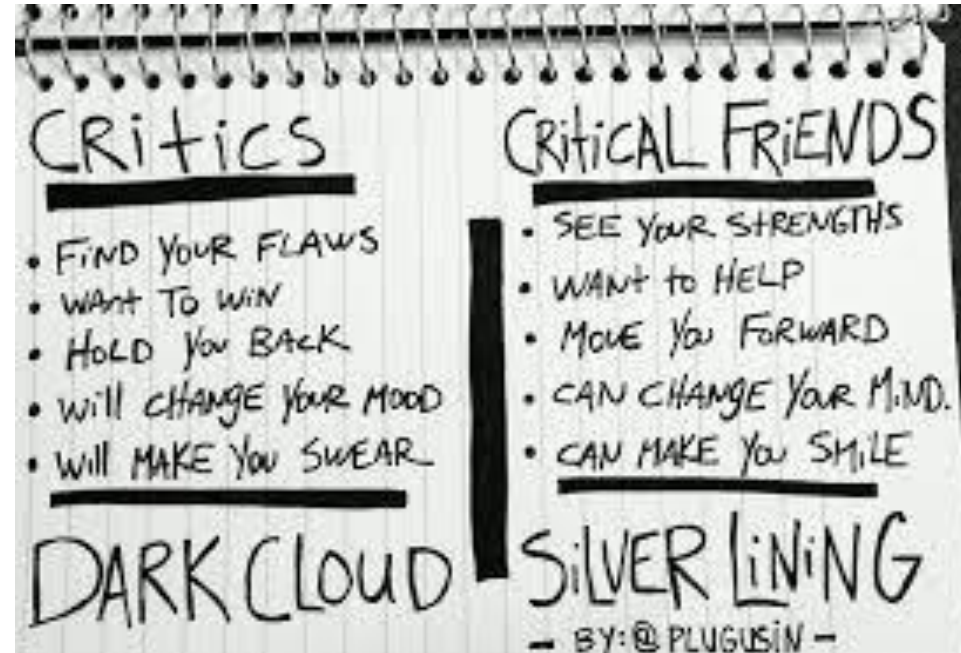 CRitics
• FiND YOUR FLAWS
• WAnt To WiN
• HOLD You BACK
• Will CHANGE YOUR MOOD
• Will MAKE You SWEAR
DARK CLOUD
CRitiCAL FRiENDS
• SEE YOUR StRENGTHS
• WANt to HELP
• MOVE You FORWARD
• CAN CHANGE YOUR MiND.
• CAN MAKE You SMiLE
SiLVER LiNiNG
- BY:@PLUGUSiN -